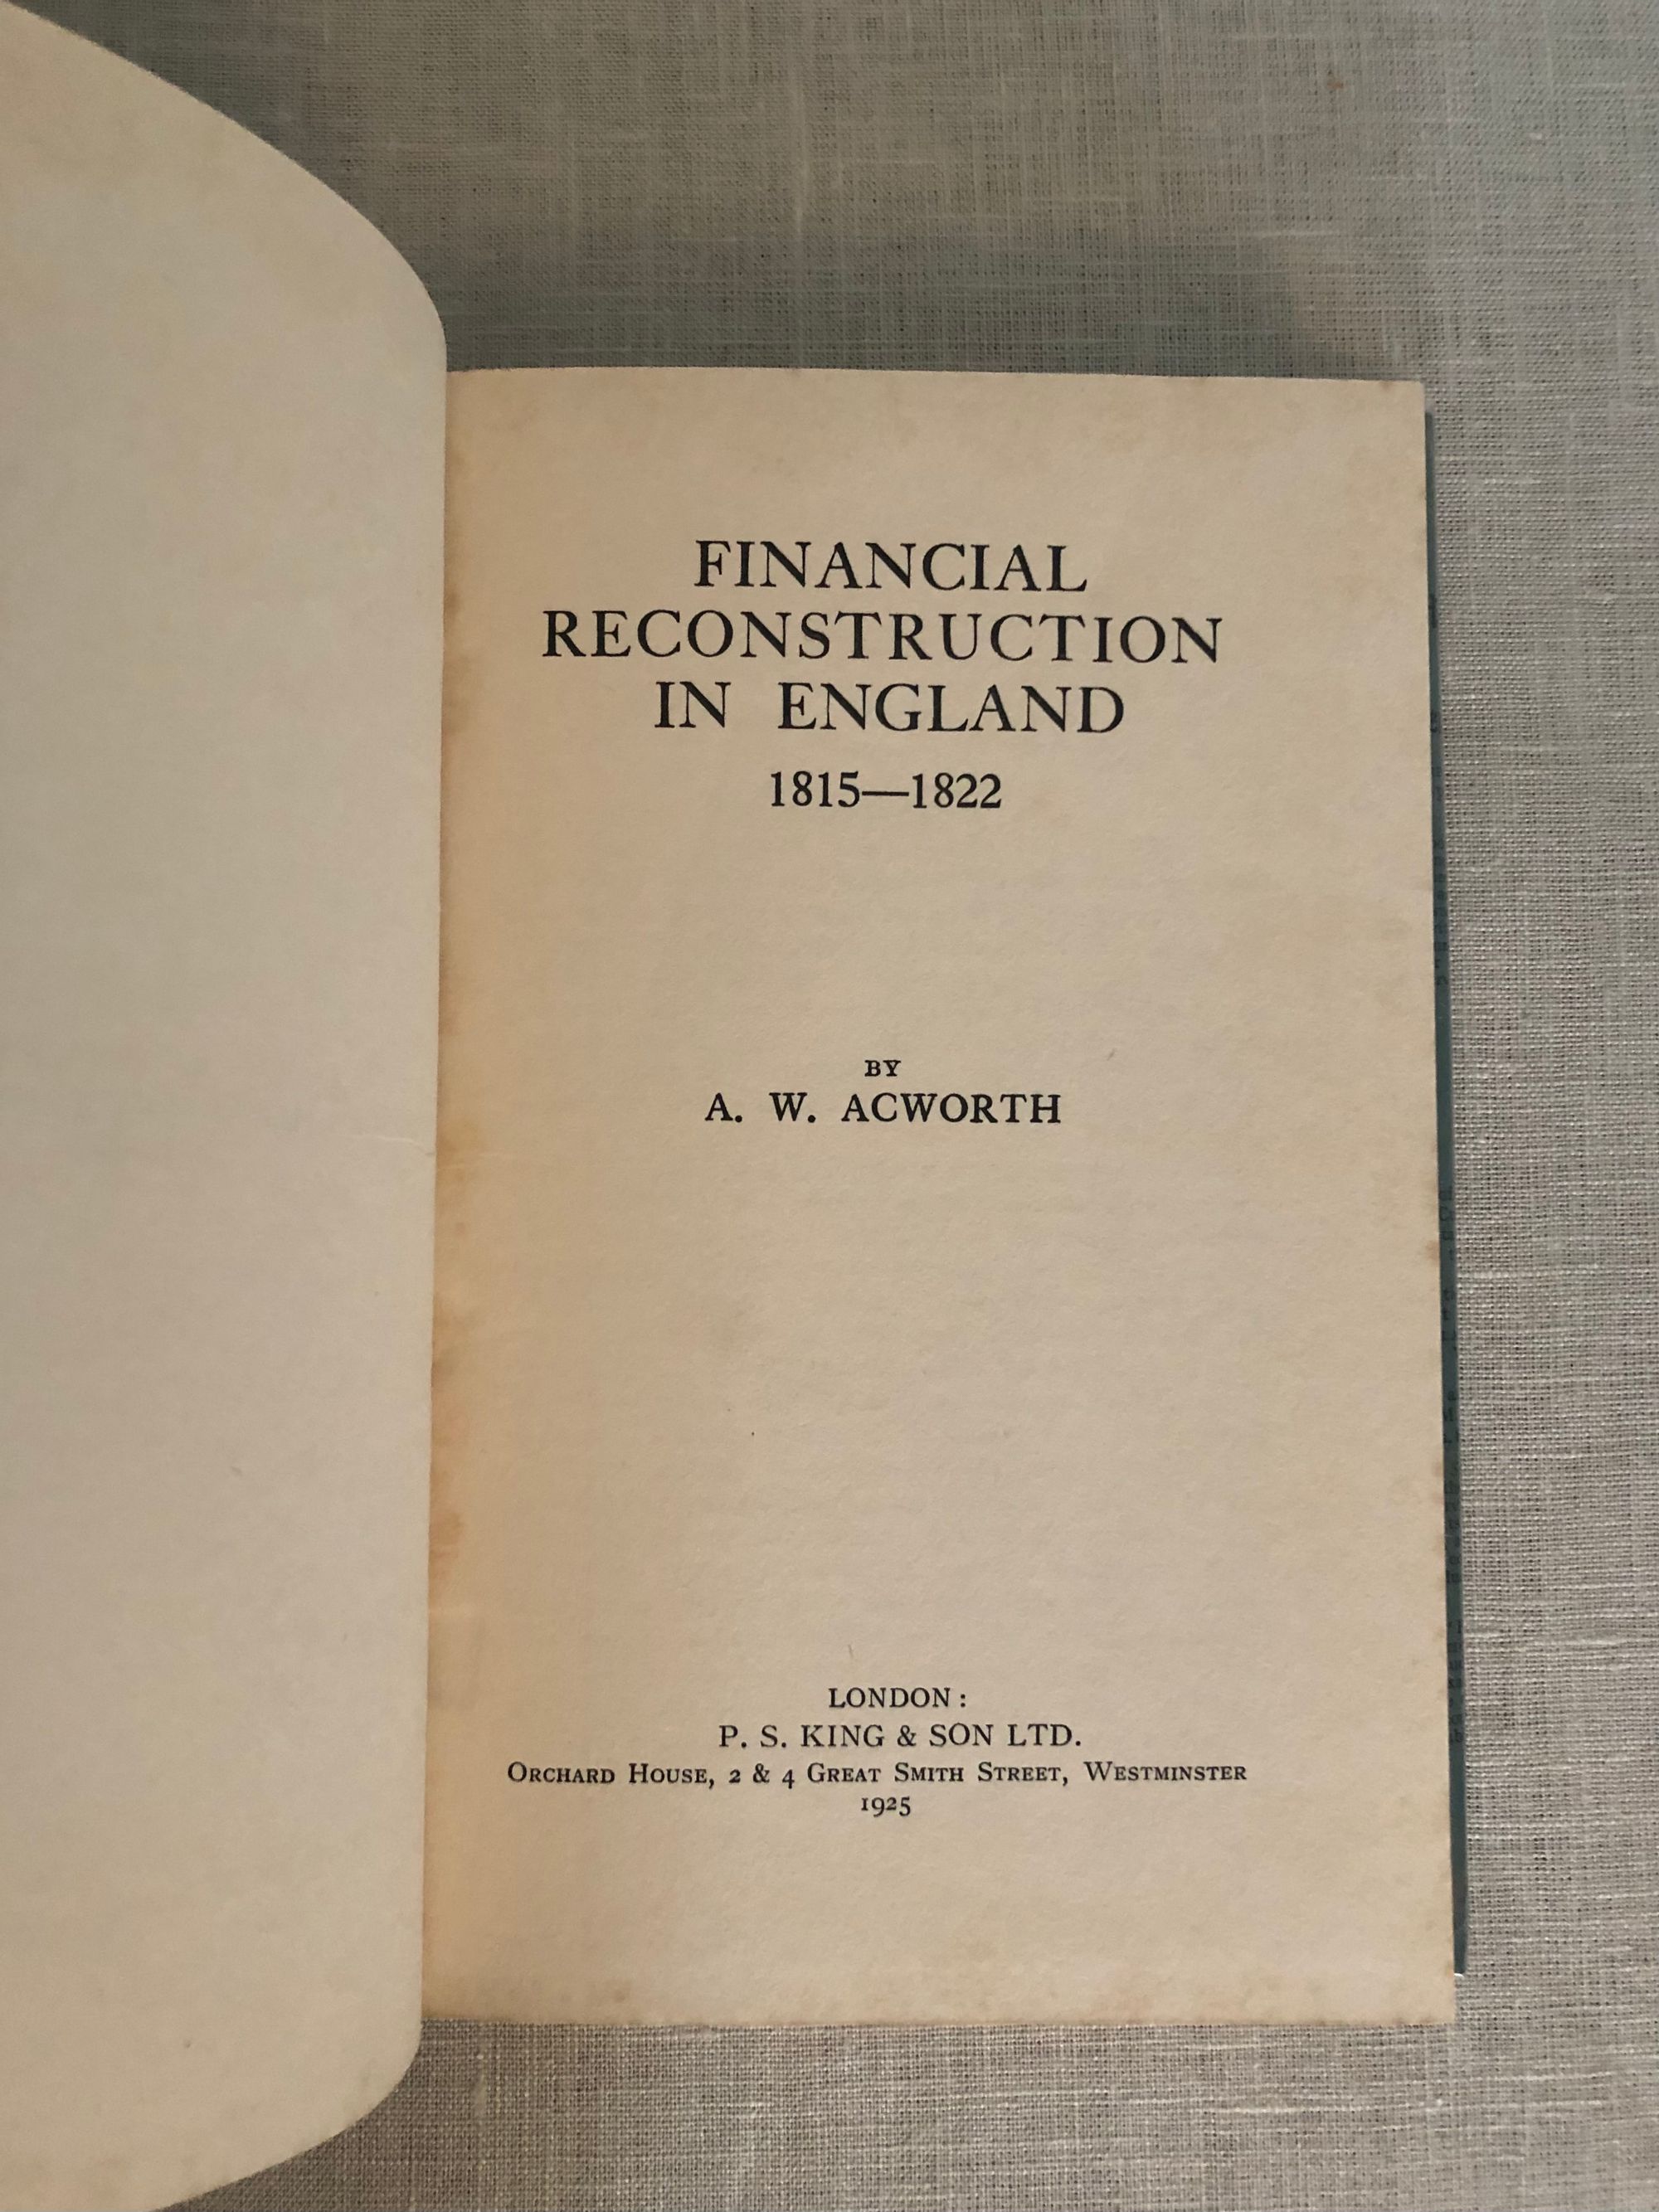 FINANCIAL
RECONSTRUCTION
IN ENGLAND
1815—1822
BY
A. W. ACWORTH
LONDON:
P. S. KING & SON LTD.
ORCHARD HOUSE, 2 & 4 GREAT SMITH STREET, WESTMINSTER
1925